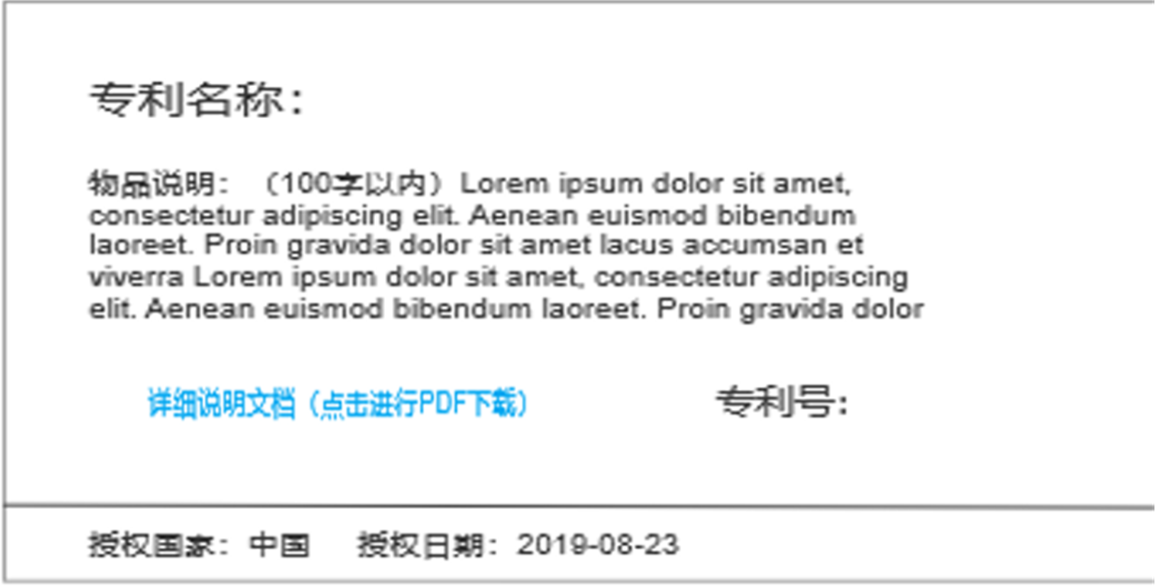 专利名称：
物品说明：（100字以内）Lorem ipsum dolor sit amet,
consectetur adipiscing elit. Aenean euismod bibendum
laoreet. Proin gravida dolor sit amet lacus accumsan et
viverra Lorem ipsum dolor sit amet, consectetur adipiscing
elit. Aenean euismod bibendum laoreet. Proin gravida dolor
详细说明文档（点击进行PDF下载） 专利号：
授权国家：中国 授权日期：2019-08-23